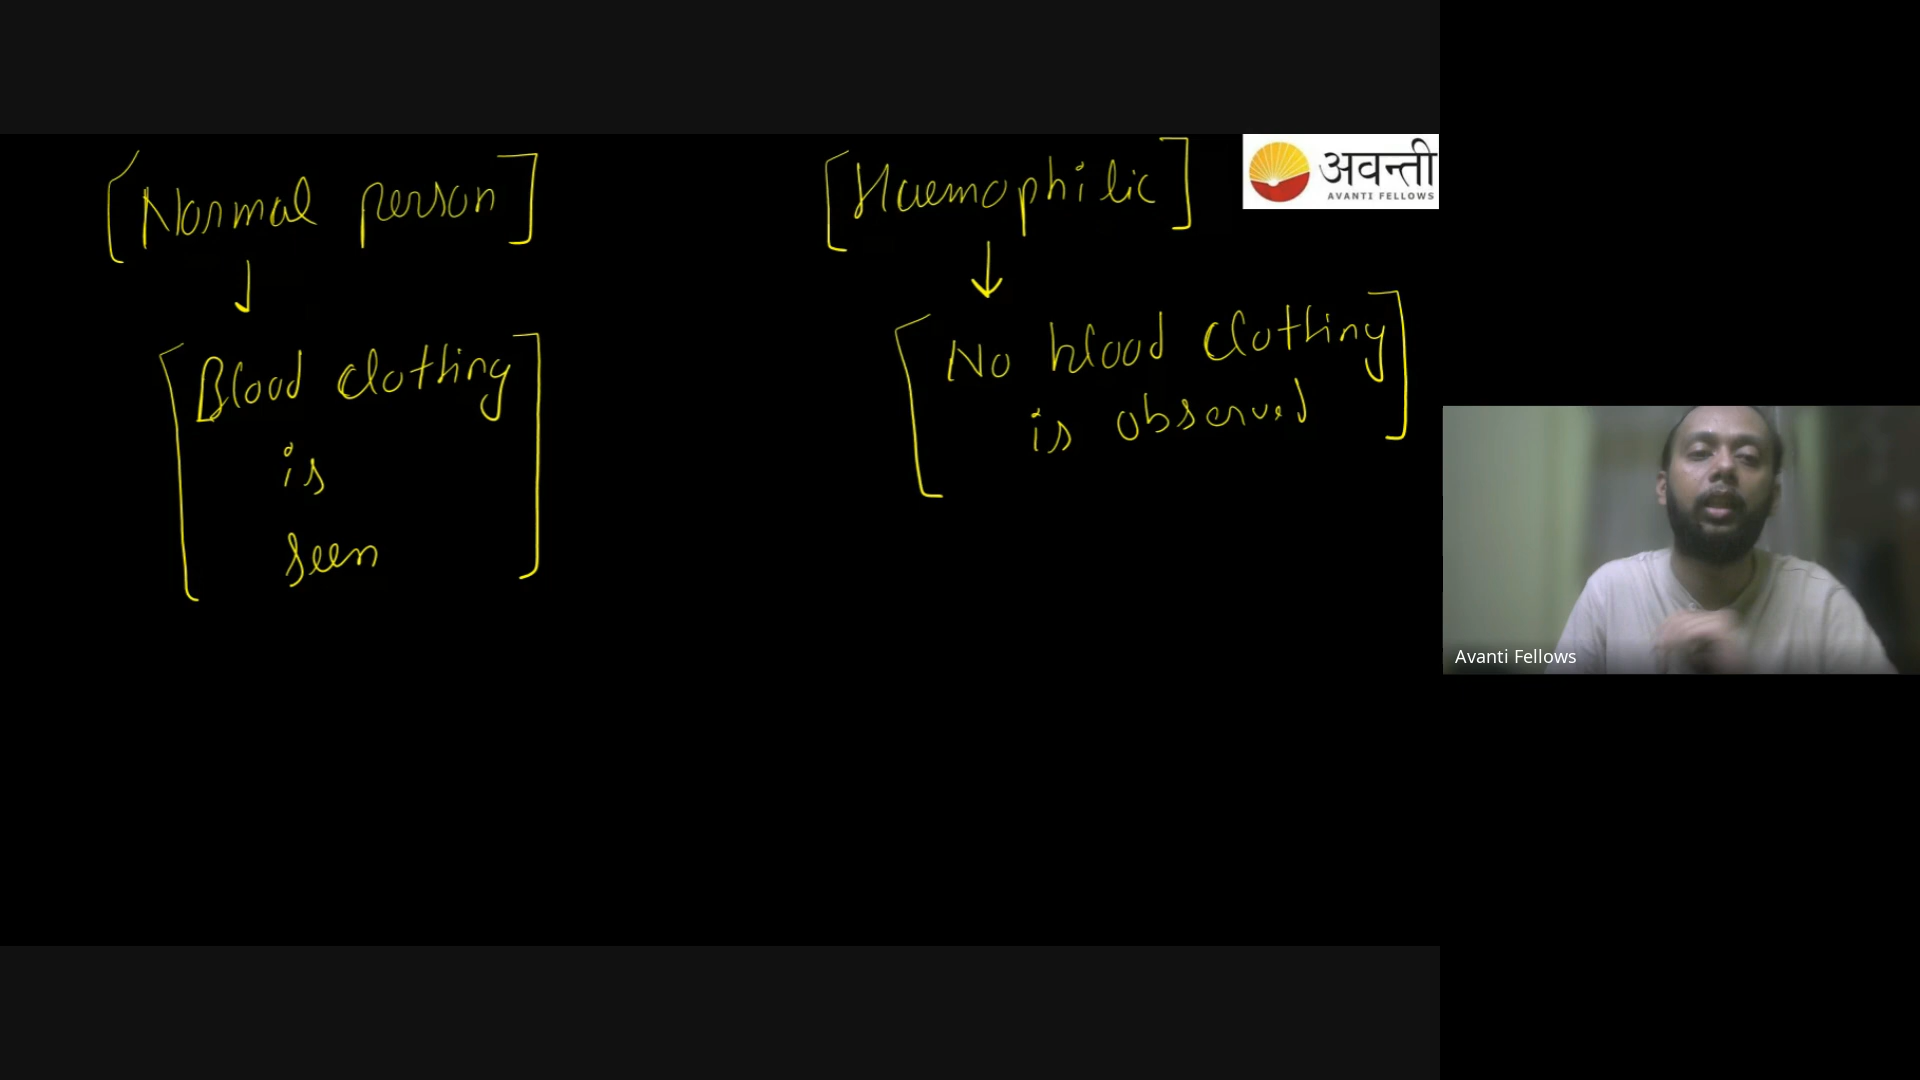 [Normal person]
↓
[Blood clothing
is
seen]
[Haemophilic]
↓
[No blood clothing
is observed]
अवन्ती
AVANTI FELLOWS
Avanti Fellows